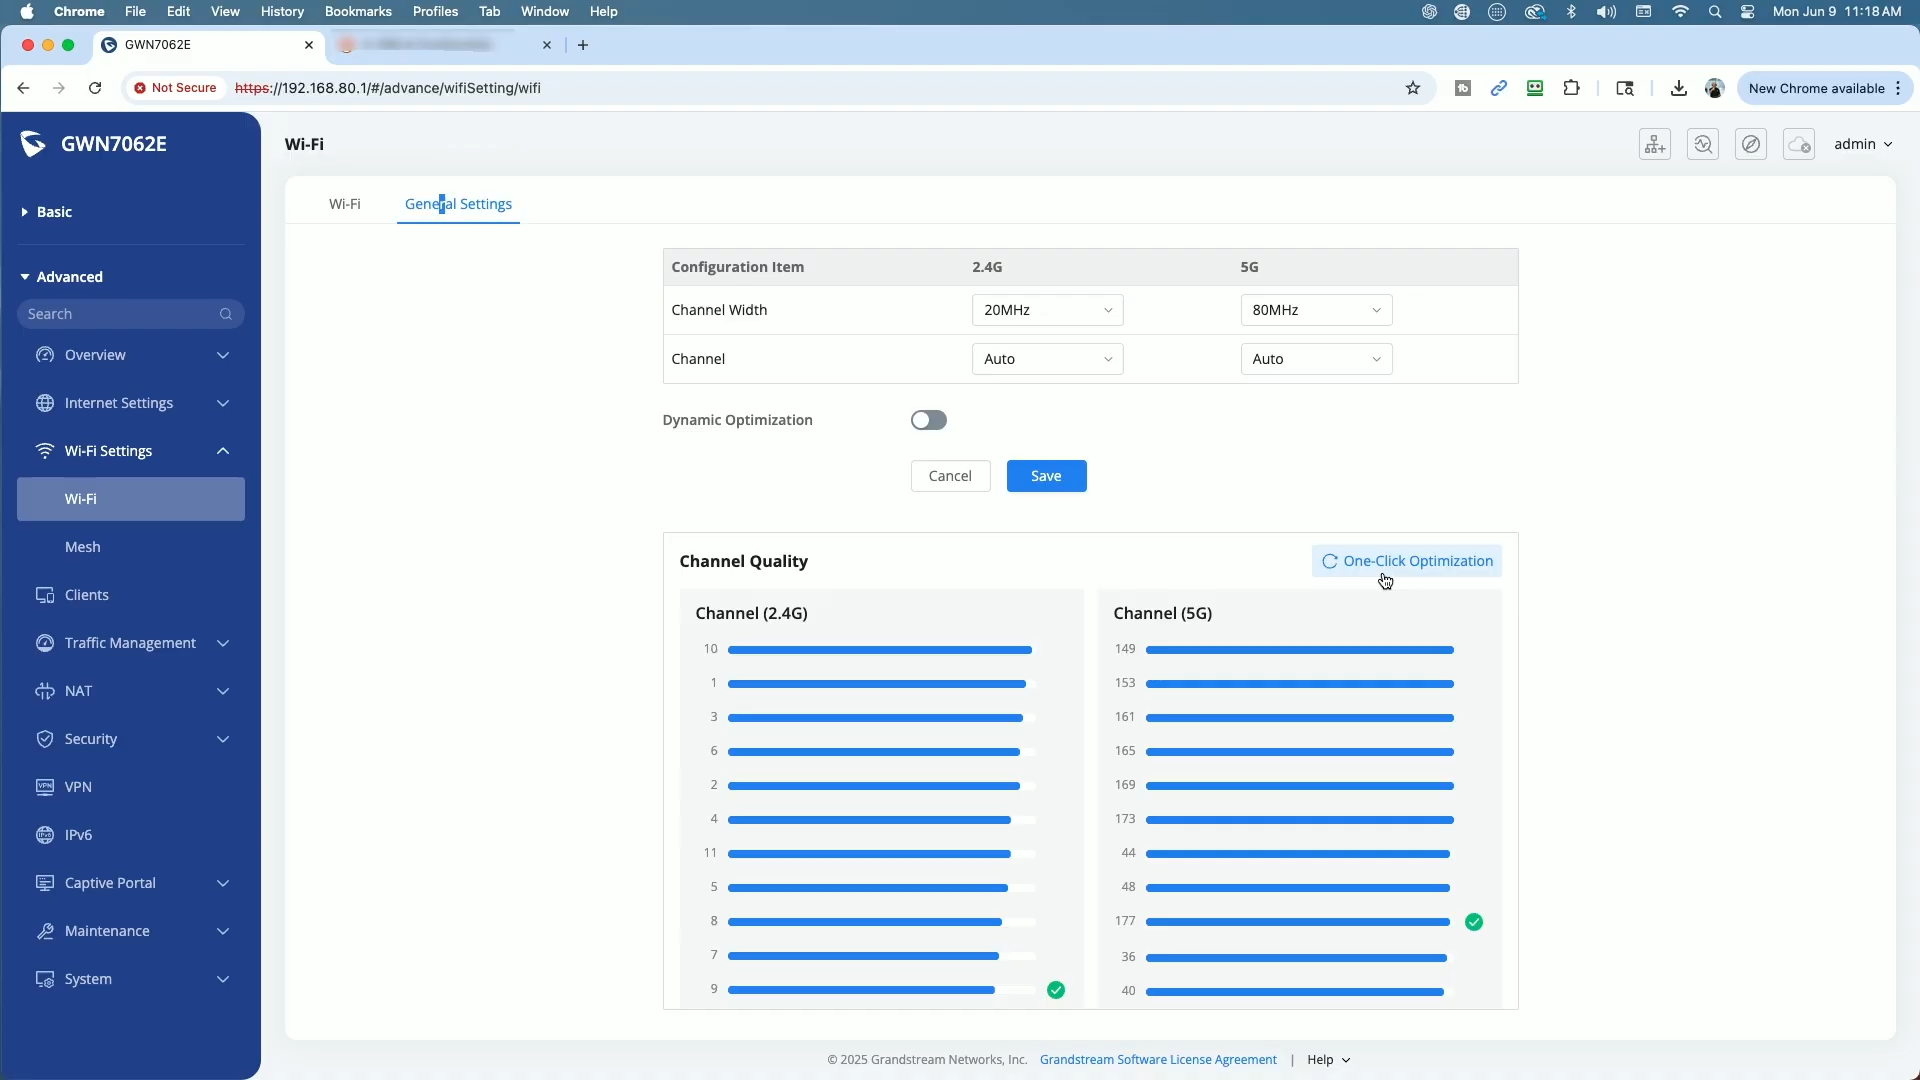 Chrome File Edit View History Bookmarks Profiles Tab Window Help Mon Jun 9 11:18 AM
GWN7062E
Not Secure https://192.168.80.1/#/advance/wifiSetting/wifi New Chrome available
GWN7062E
Wi-Fi
admin
Basic
Wi-Fi General Settings
Advanced
Search
Overview
Internet Settings
Wi-Fi Settings
Wi-Fi
Mesh
Clients
Traffic Management
NAT
Security
VPN
IPv6
Captive Portal
Maintenance
System
Configuration Item 2.4G 5G
Channel Width 20MHz 80MHz
Channel Auto Auto
Dynamic Optimization
Cancel Save
Channel Quality One-Click Optimization
Channel (2.4G)
10
1
3
6
2
4
11
5
8
7
9
Channel (5G)
149
153
161
165
169
173
44
48
177
36
40
© 2025 Grandstream Networks, Inc. Grandstream Software License Agreement | Help